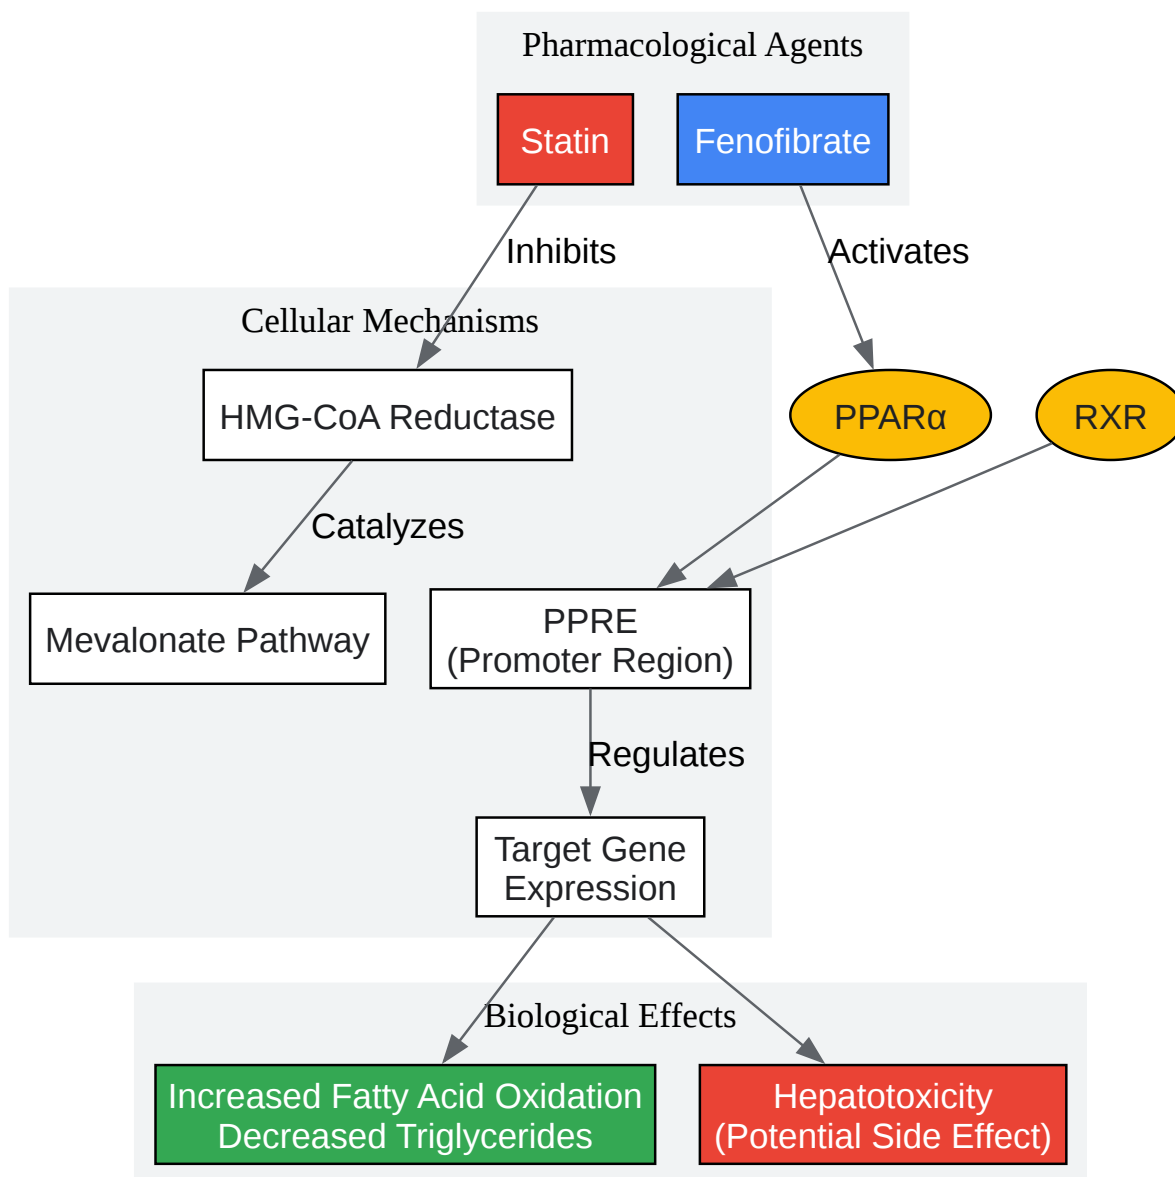 Pharmacological Agents
Statin
Fenofibrate
Inhibits
Activates
Cellular Mechanisms
HMG-CoA Reductase
PPARα
RXR
Catalyzes
Mevalonate Pathway
PPRE
(Promoter Region)
Regulates
Target Gene
Expression
Biological Effects
Increased Fatty Acid Oxidation
Decreased Triglycerides
Hepatotoxicity
(Potential Side Effect)